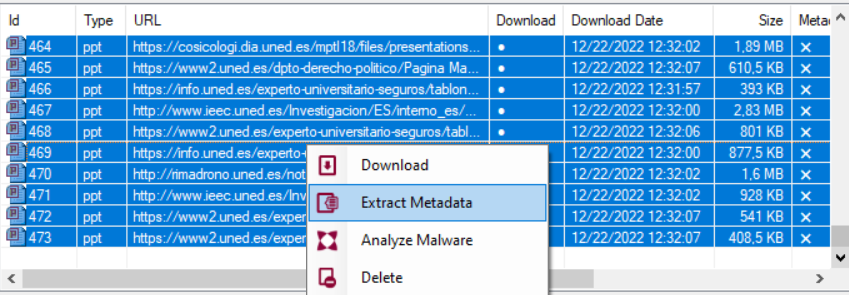 Id Type URL Download Download Date Size Meta
464 ppt https://cosicologi.dia.uned.es/mptl18/files/presentations... • 12/22/2022 12:32:02 1,89 MB ×
465 ppt https://www2.uned.es/dpto-derecho-politico/Pagina Ma... • 12/22/2022 12:32:07 610,5 KB ×
466 ppt https://info.uned.es/experto-universitario-seguros/tablon... • 12/22/2022 12:31:57 393 KB ×
467 ppt http://www.ieec.uned.es/Investigacion/ES/interno_es/... • 12/22/2022 12:32:00 2,83 MB ×
468 ppt https://www2.uned.es/experto-universitario-seguros/tabl... • 12/22/2022 12:32:06 801 KB ×
469 ppt https://info.uned.es/experto- 12/22/2022 12:32:00 877,5 KB ×
470 ppt http://rimadrono.uned.es/not 12/22/2022 12:32:02 1,6 MB ×
471 ppt http://www.ieec.uned.es/Inv 12/22/2022 12:32:02 928 KB ×
472 ppt https://www2.uned.es/exper 12/22/2022 12:32:07 541 KB ×
473 ppt https://www2.uned.es/exper 12/22/2022 12:32:07 408,5 KB ×
Download
Extract Metadata
Analyze Malware
Delete